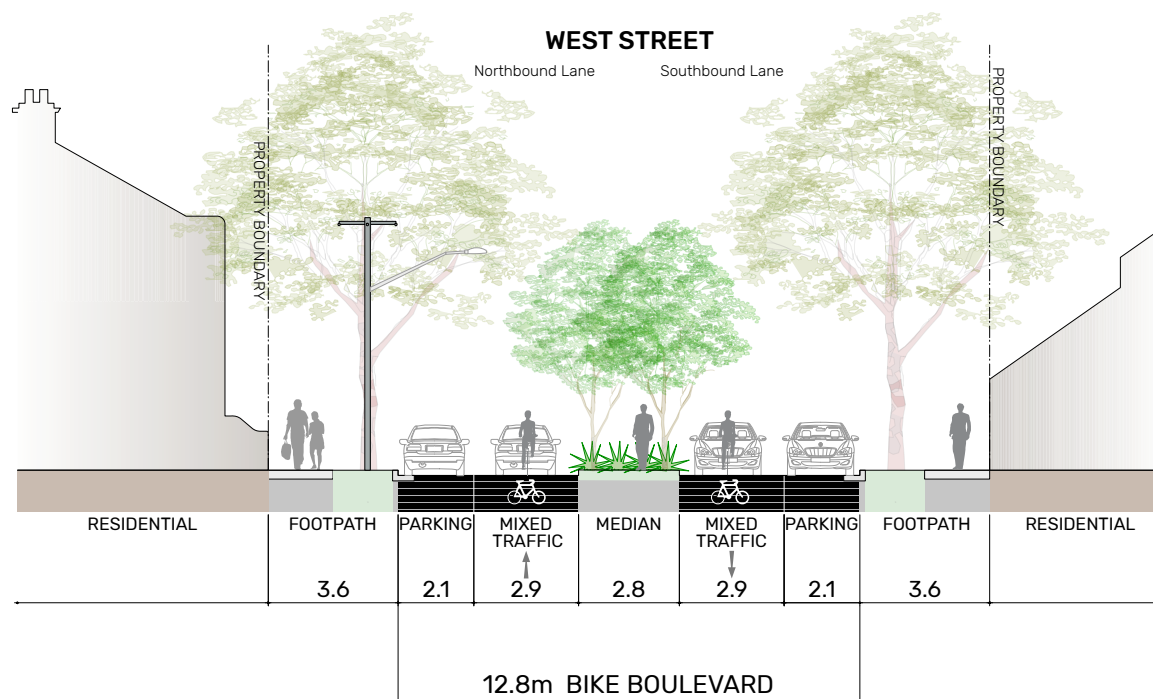 WEST STREET
Northbound Lane
Southbound Lane
PROPERTY BOUNDARY
PROPERTY BOUNDARY
RESIDENTIAL
FOOTPATH
PARKING
MIXED
TRAFFIC
MEDIAN
MIXED
TRAFFIC
PARKING
FOOTPATH
RESIDENTIAL
3.6
2.1
2.9
2.8
2.9
2.1
3.6
12.8m BIKE BOULEVARD